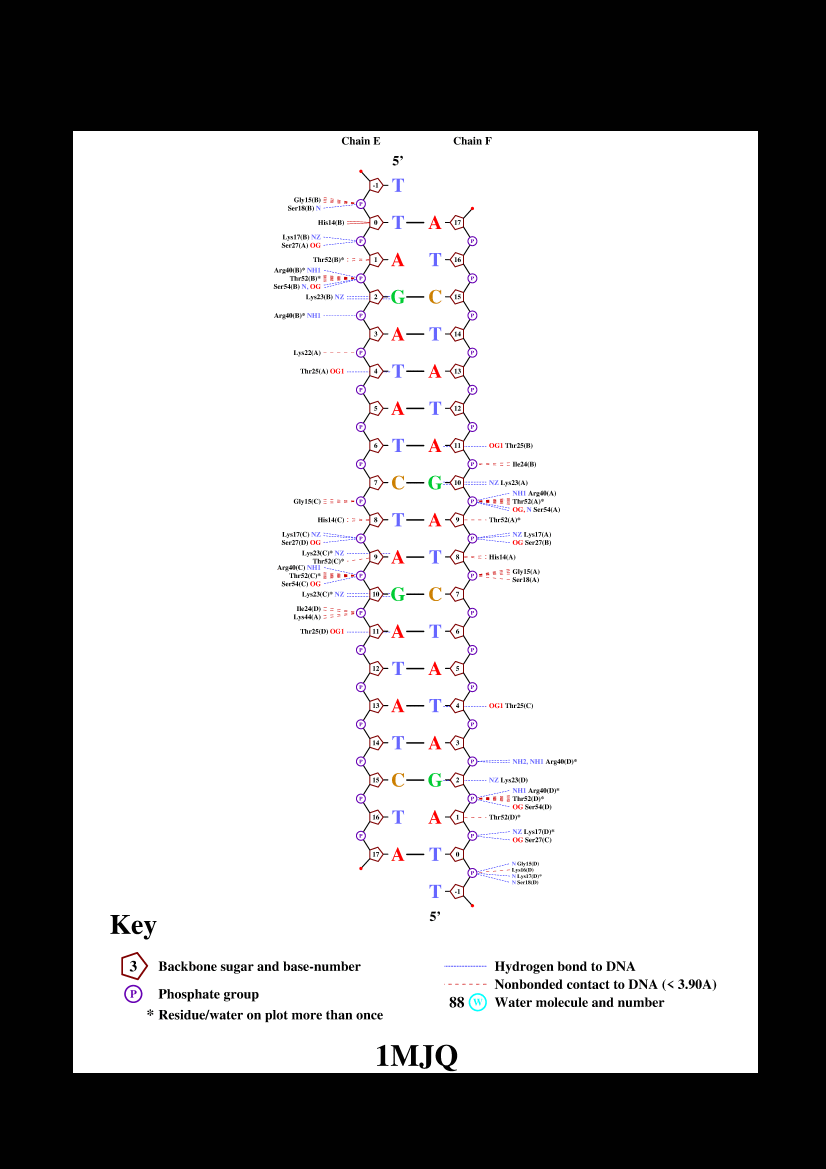 Chain E Chain F
5’
-1 T
Gly15(B) P
Ser18(B) N
His14(B) 0 T A 17
Lys17(B) NZ P P
Ser27(A) OG
Thr52(B)* 1 A T 16
Arg40(B)* NH1
Thr52(B)* P P
Ser54(B) N, OG
Lys23(B) NZ 2 G C 15
Arg40(B)* NH1 P P
3 A T 14
Lys22(A) P P
Thr25(A) OG1 4 T A 13
P P
5 A T 12
P P
6 T A 11 OG1 Thr25(B)
P P Ile24(B)
7 C G 10 NZ Lys23(A)
NH1 Arg40(A)
Gly15(C) P P Thr52(A)*
OG, N Ser54(A)
His14(C) 8 T A 9 Thr52(A)*
Lys17(C) NZ P P NZ Lys17(A)
Ser27(D) OG OG Ser27(B)
Lys23(C)* NZ
9 A T 8 His14(A)
Thr52(C)*
Arg40(C) NH1 Gly15(A)
Thr52(C)* P P
Ser54(C) OG Ser18(A)
Lys23(C)* NZ 10 G C 7
Ile24(D) P P
Lys44(A)
Thr25(D) OG1 11 A T 6
P P
12 T A 5
P P
13 A T 4 OG1 Thr25(C)
P P
14 T A 3
P P NH2, NH1 Arg40(D)*
15 C G 2 NZ Lys23(D)
NH1 Arg40(D)*
P P Thr52(D)*
OG Ser54(D)
16 T A 1 Thr52(D)*
P P NZ Lys17(D)*
OG Ser27(C)
17 A T 0
N Gly15(D)
P Lys16(D)
N Lys17(D)*
N Ser18(D)
T -1
5’
Key
3 Backbone sugar and base-number
P Phosphate group
* Residue/water on plot more than once
Hydrogen bond to DNA
Nonbonded contact to DNA (< 3.90A)
88 W Water molecule and number
1MJQ